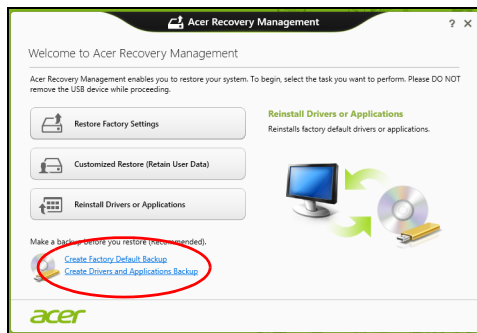 Acer Recovery Management
? ×
Welcome to Acer Recovery Management
Acer Recovery Management enables you to restore your system. To begin, select the task you want to perform. Please DO NOT
remove the USB device while proceeding.
Restore Factory Settings
Customized Restore (Retain User Data)
Reinstall Drivers or Applications
Reinstall Drivers or Applications
Reinstalls factory default drivers or applications.
Make a backup before you restore (Recommended).
Create Factory Default Backup
Create Drivers and Applications Backup
acer